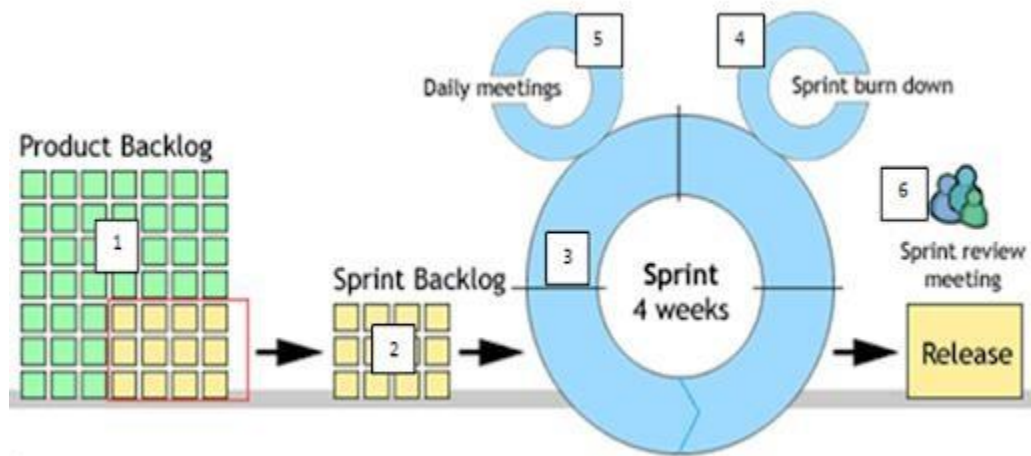 5
4
Daily meetings
Sprint burn down
Product Backlog
6
1
3
Sprint review
meeting
Sprint Backlog
Sprint
4 weeks
2
Release